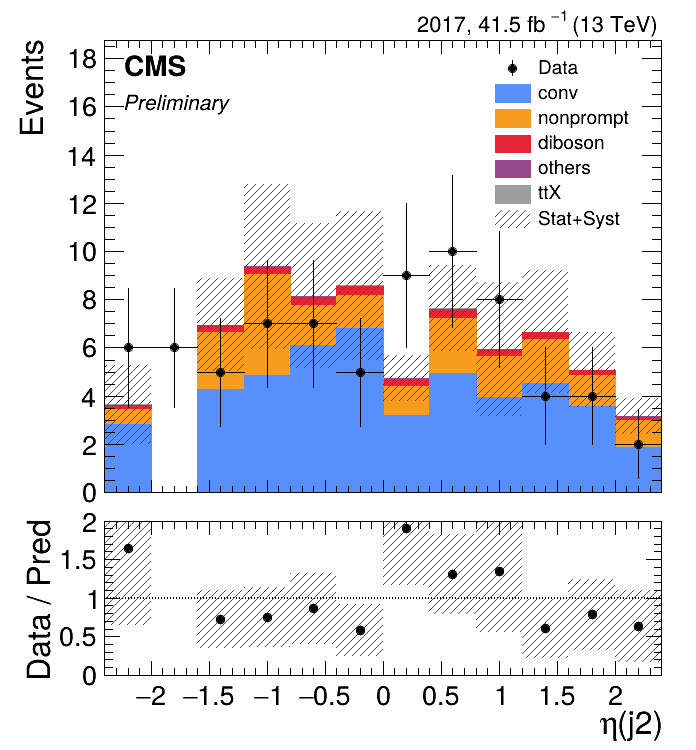 2017, 41.5 fb⁻¹ (13 TeV)
CMS
Preliminary
Data
conv
nonprompt
diboson
others
ttX
Stat+Syst
Events
18
16
14
12
10
8
6
4
2
0
Data / Pred
2
1.5
1
0.5
0
−2 −1.5 −1 −0.5 0 0.5 1 1.5 2
η(j2)